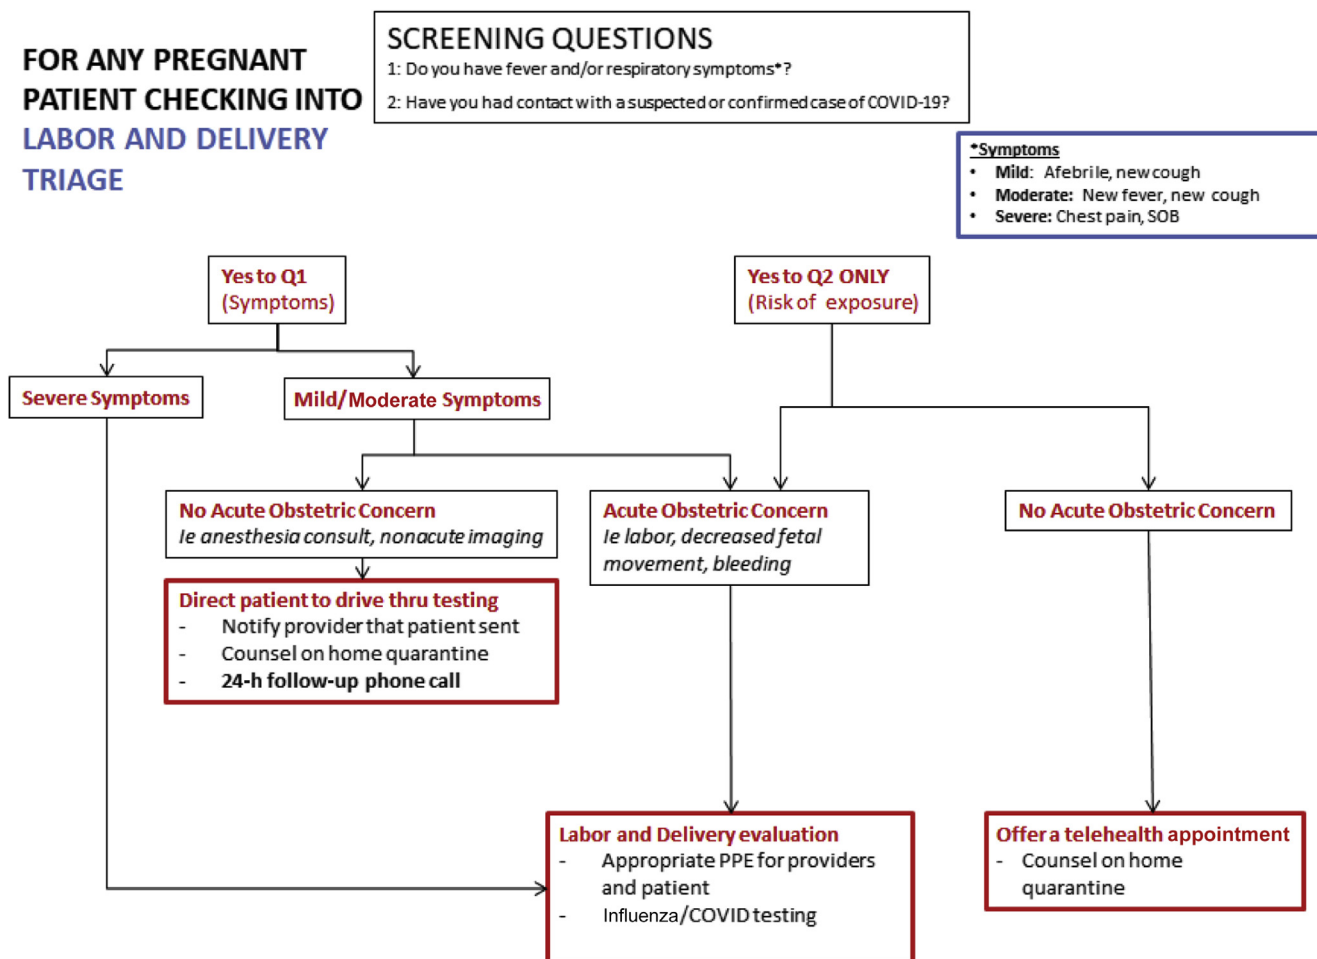 FOR ANY PREGNANT
PATIENT CHECKING INTO
LABOR AND DELIVERY
TRIAGE
SCREENING QUESTIONS
1: Do you have fever and/or respiratory symptoms*?
2: Have you had contact with a suspected or confirmed case of COVID-19?
*Symptoms
• Mild: Afebrile, new cough
• Moderate: New fever, new cough
• Severe: Chest pain, SOB
Yes to Q1
(Symptoms)
Yes to Q2 ONLY
(Risk of exposure)
Severe Symptoms
Mild/Moderate Symptoms
No Acute Obstetric Concern
Ie anesthesia consult, nonacute imaging
Acute Obstetric Concern
Ie labor, decreased fetal
movement, bleeding
No Acute Obstetric Concern
Direct patient to drive thru testing
- Notify provider that patient sent
- Counsel on home quarantine
- 24-h follow-up phone call
Labor and Delivery evaluation
- Appropriate PPE for providers
and patient
- Influenza/COVID testing
Offer a telehealth appointment
- Counsel on home
quarantine